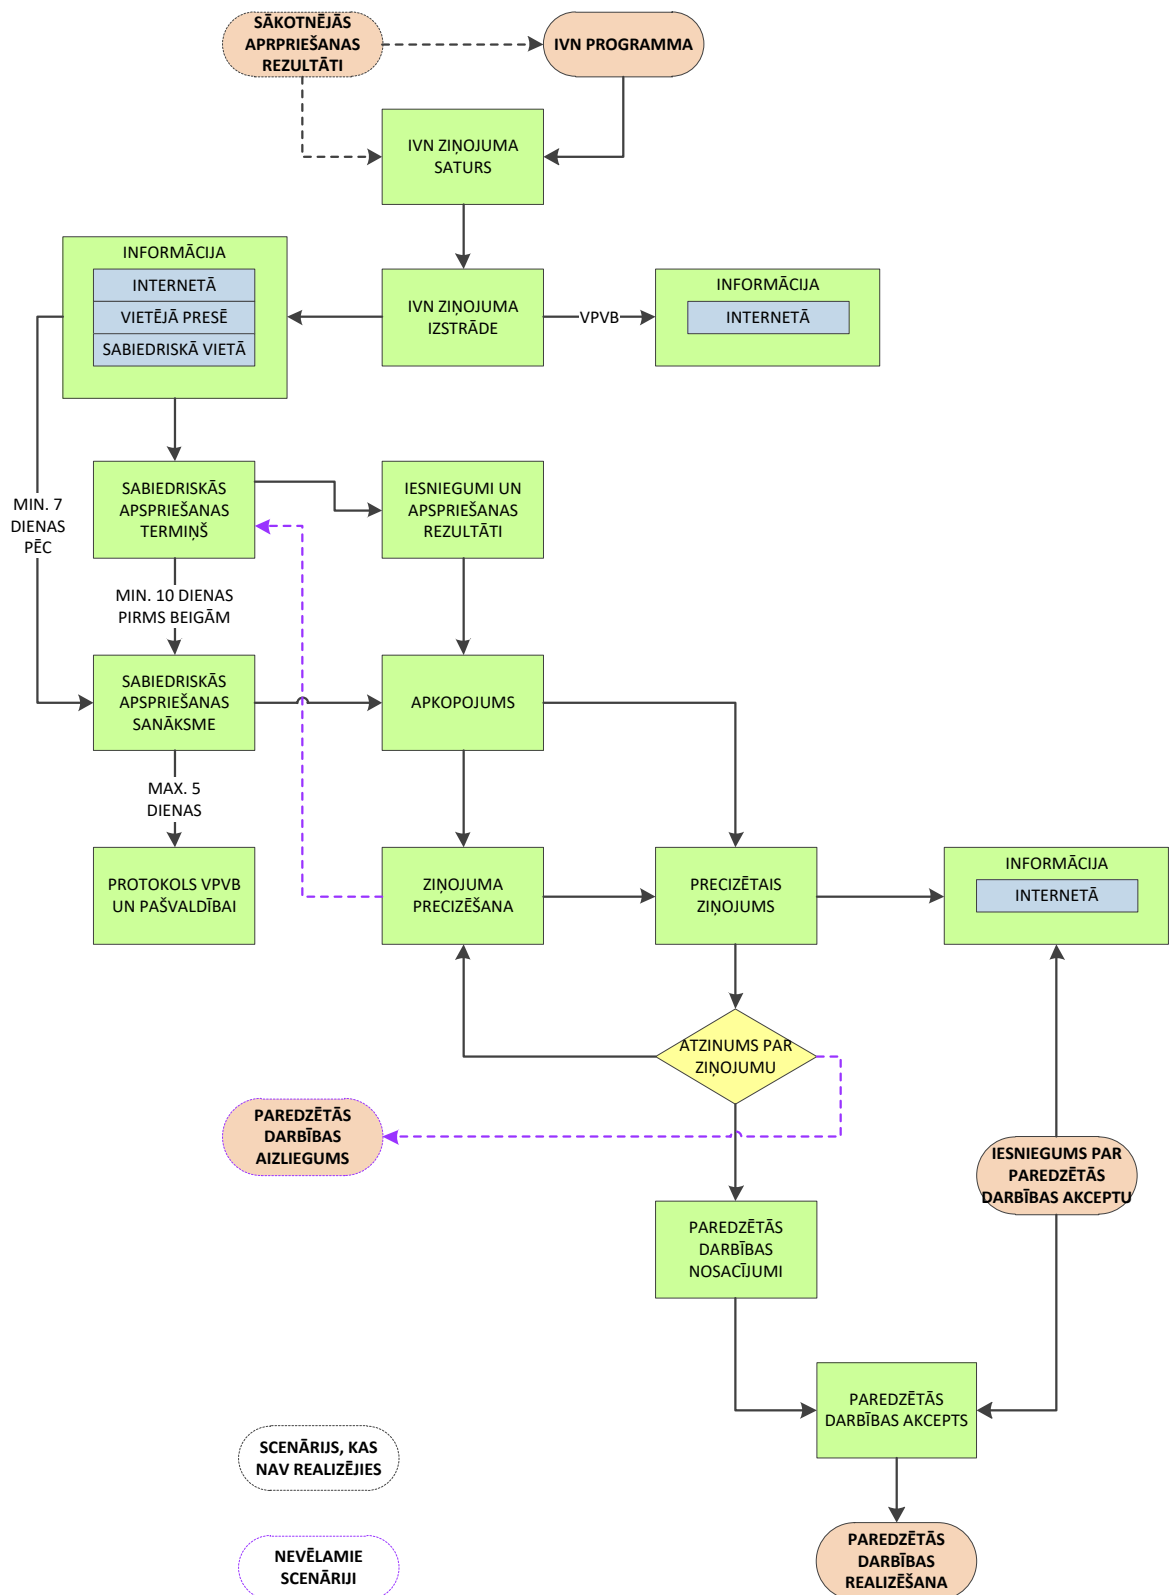 SĀKOTNĒJĀS
APRPRIEŠANAS
REZULTĀTI
IVN PROGRAMMA
IVN ZIŅOJUMA
SATURS
INFORMĀCIJA
INTERNETĀ
VIETĒJĀ PRESĒ
SABIEDRISKĀ VIETĀ
IVN ZIŅOJUMA
IZSTRĀDE
VPVB
INFORMĀCIJA
INTERNETĀ
MIN. 7
DIENAS
PĒC
SABIEDRISKĀS
APSPRIEŠANAS
TERMIŅŠ
IESNIEGUMI UN
APSPRIEŠANAS
REZULTĀTI
MIN. 10 DIENAS
PIRMS BEIGĀM
SABIEDRISKĀS
APSPRIEŠANAS
SANĀKSME
APKOPOJUMS
MAX. 5
DIENAS
PROTOKOLS VPVB
UN PAŠVALDĪBAI
ZIŅOJUMA
PRECIZĒŠANA
PRECIZĒTAIS
ZIŅOJUMS
INFORMĀCIJA
INTERNETĀ
ATZINUMS PAR
ZIŅOJUMU
PAREDZĒTĀS
DARBĪBAS
AIZLIEGUMS
IESNIEGUMS PAR
PAREDZĒTĀS
DARBĪBAS AKCEPTU
PAREDZĒTĀS
DARBĪBAS
NOSACĪJUMI
PAREDZĒTĀS
DARBĪBAS AKCEPTS
SCENĀRIJS, KAS
NAV REALIZĒJIES
NEVĒLAMIE
SCENĀRIJI
PAREDZĒTĀS
DARBĪBAS
REALIZĒŠANA